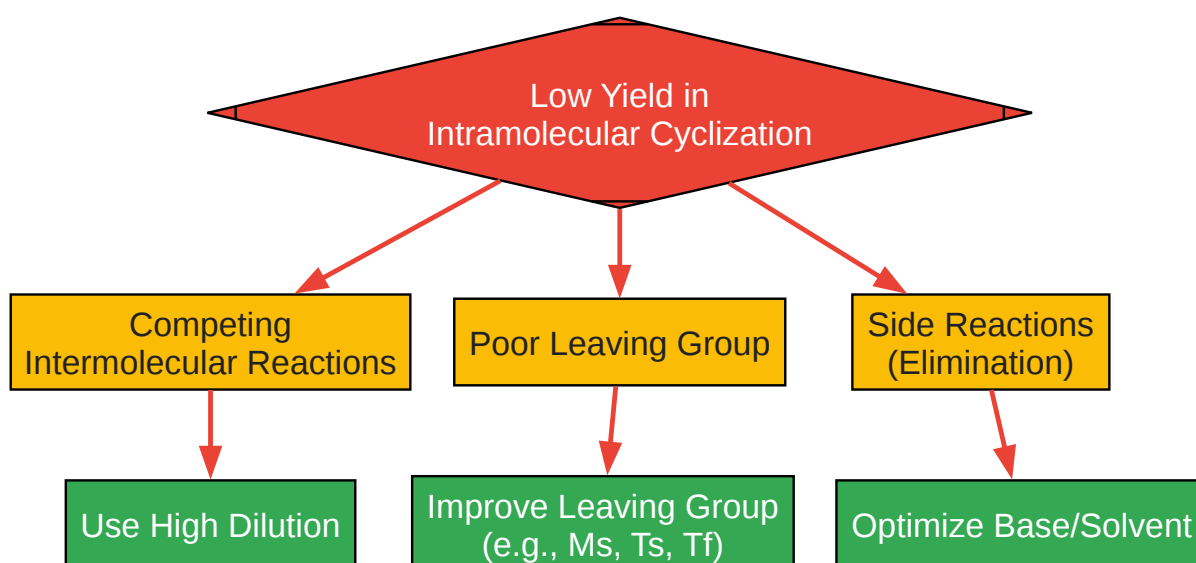 Low Yield in
Intramolecular Cyclization
Competing
Intermolecular Reactions
Poor Leaving Group
Side Reactions
(Elimination)
Use High Dilution
Improve Leaving Group
(e.g., Ms, Ts, Tf)
Optimize Base/Solvent